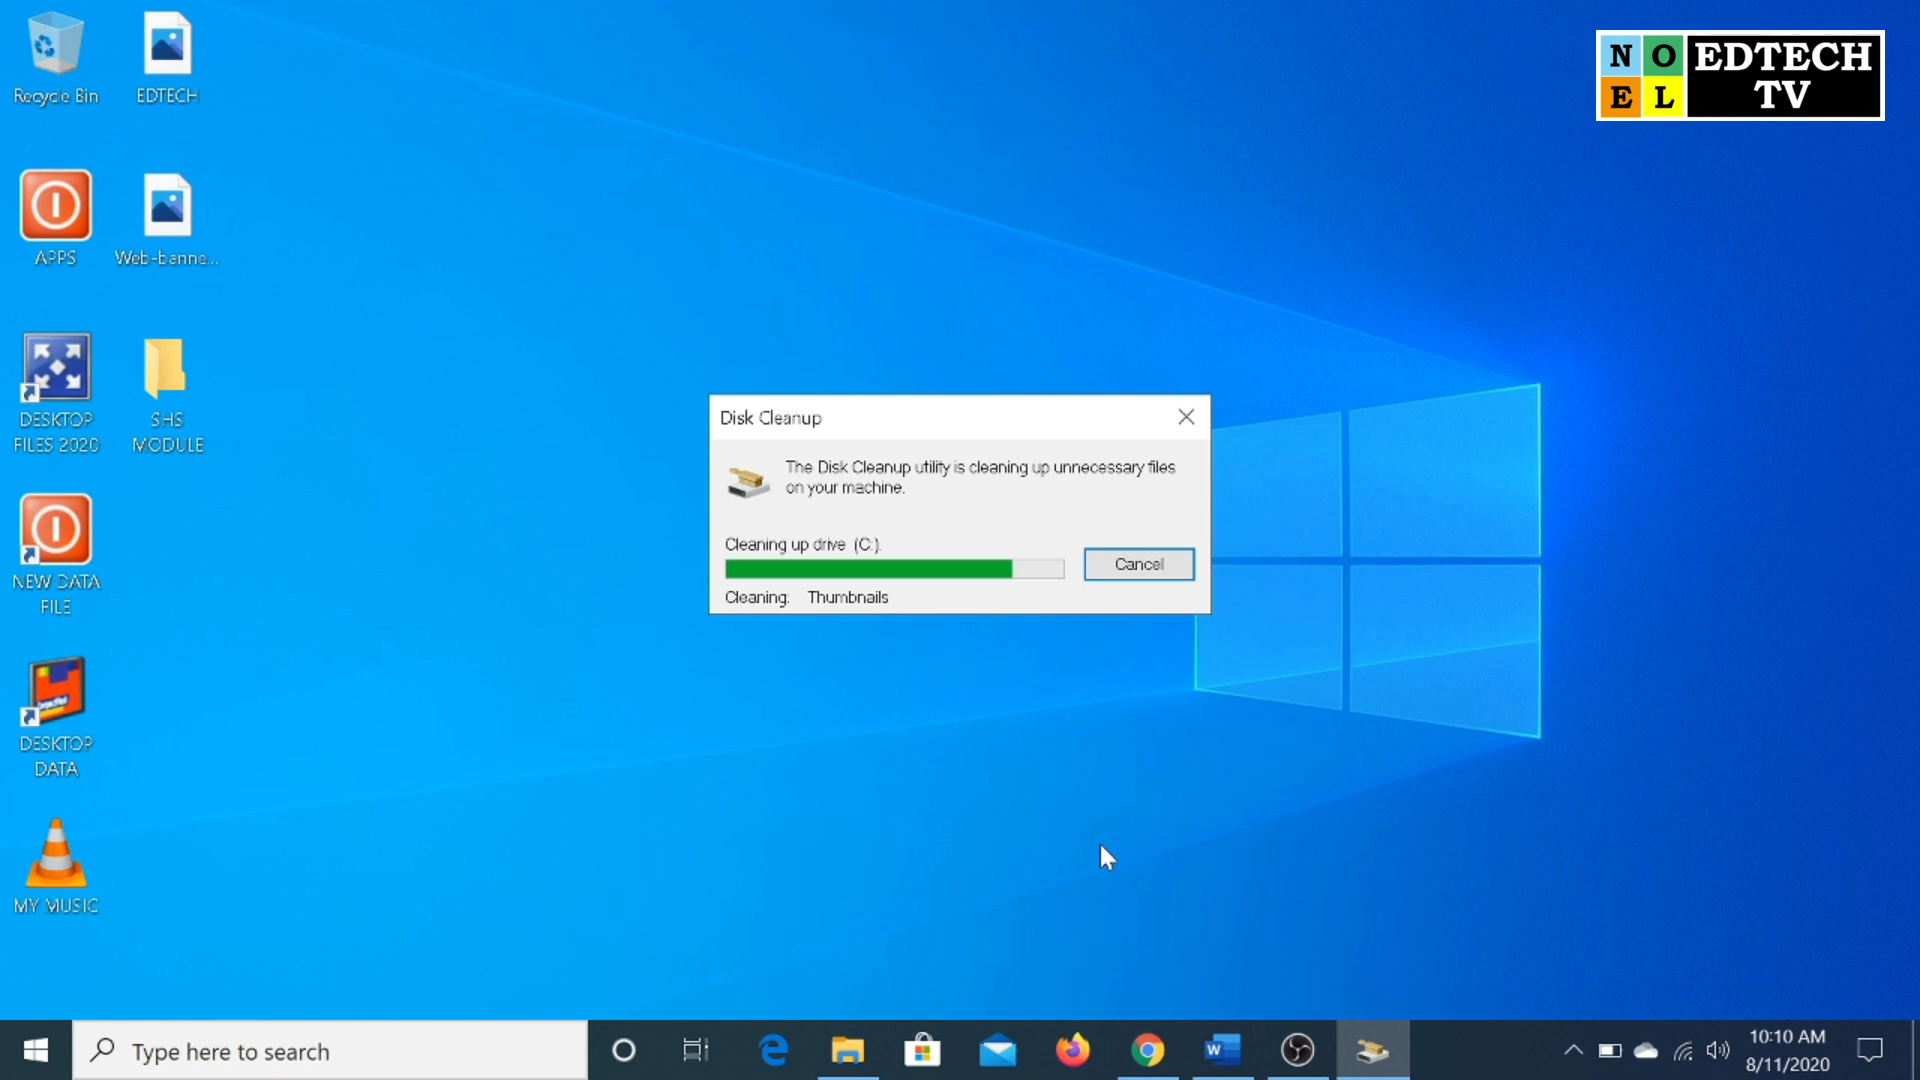 Recycle Bin
EDTECH
APPS
Web-banne...
DESKTOP
FILES 2020
SHS
MODULE
NEW DATA
FILE
DESKTOP
DATA
MY MUSIC
N O
E L
EDTECH
TV
Disk Cleanup
The Disk Cleanup utility is cleaning up unnecessary files
on your machine.
Cleaning up drive (C:).
Cancel
Cleaning: Thumbnails
Type here to search
10:10 AM
8/11/2020